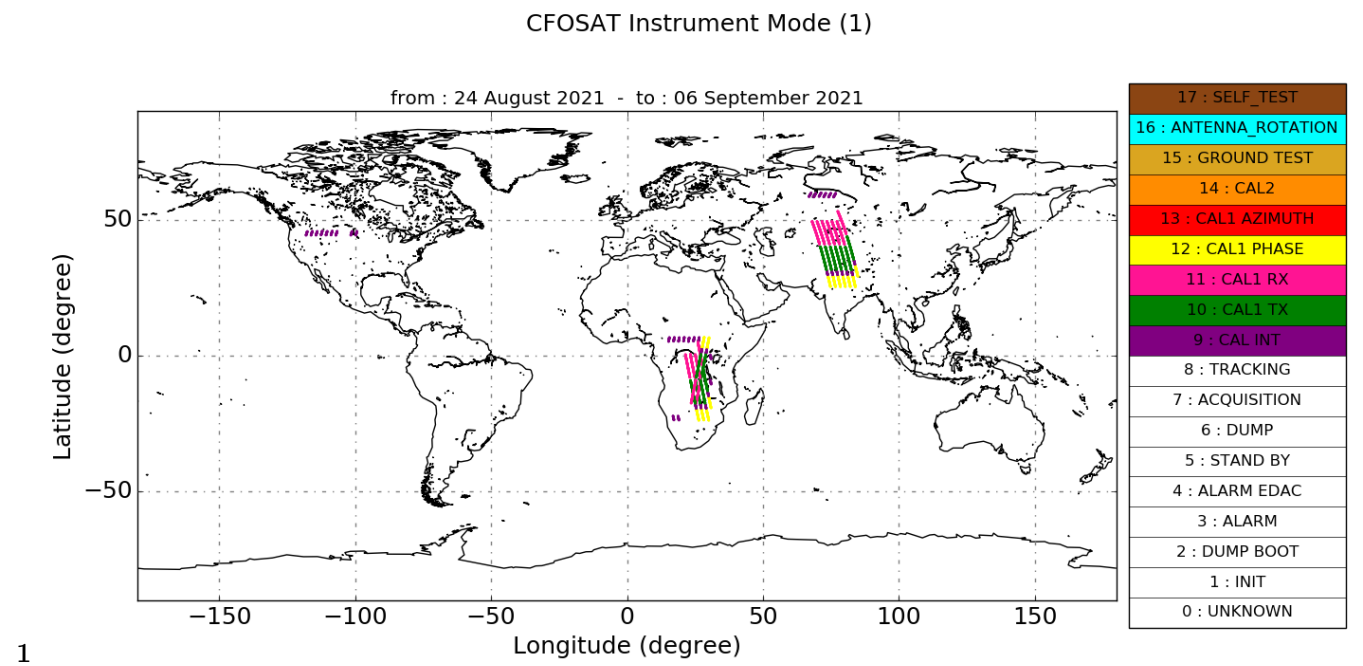 CFOSAT Instrument Mode (1)
from : 24 August 2021 - to : 06 September 2021
17 : SELF_TEST
16 : ANTENNA_ROTATION
15 : GROUND TEST
14 : CAL2
13 : CAL1 AZIMUTH
12 : CAL1 PHASE
11 : CAL1 RX
10 : CAL1 TX
9 : CAL INT
8 : TRACKING
7 : ACQUISITION
6 : DUMP
5 : STAND BY
4 : ALARM EDAC
3 : ALARM
2 : DUMP BOOT
1 : INIT
0 : UNKNOWN
Latitude (degree)
50
0
−50
−150 −100 −50 0 50 100 150
Longitude (degree)
1